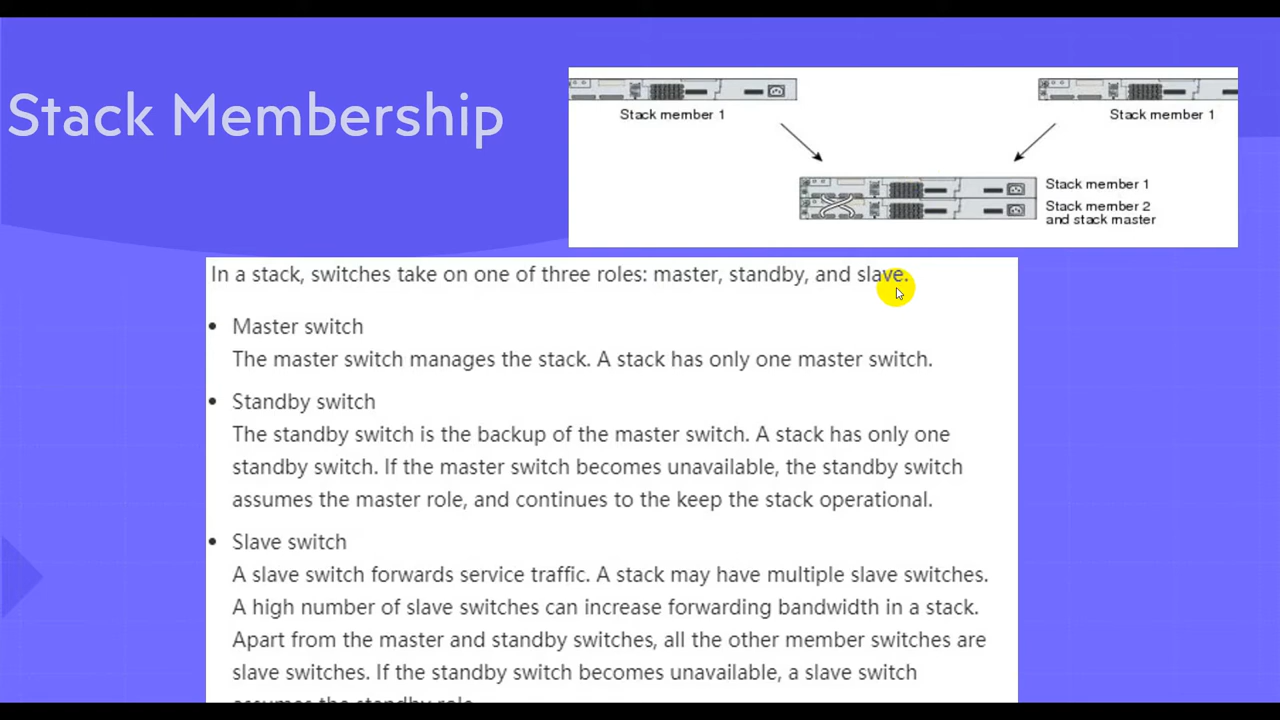 Stack Membership
Stack member 1
Stack member 1
Stack member 1
Stack member 2
and stack master
In a stack, switches take on one of three roles: master, standby, and slave.
Master switch
The master switch manages the stack. A stack has only one master switch.
Standby switch
The standby switch is the backup of the master switch. A stack has only one
standby switch. If the master switch becomes unavailable, the standby switch
assumes the master role, and continues to the keep the stack operational.
Slave switch
A slave switch forwards service traffic. A stack may have multiple slave switches.
A high number of slave switches can increase forwarding bandwidth in a stack.
Apart from the master and standby switches, all the other member switches are
slave switches. If the standby switch becomes unavailable, a slave switch
assumes the standby role.